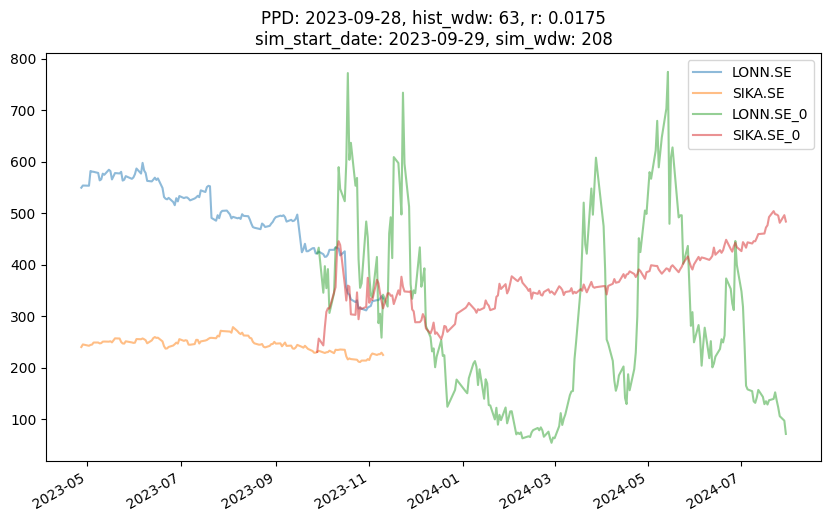 PPD: 2023-09-28, hist_wdw: 63, r: 0.0175
sim_start_date: 2023-09-29, sim_wdw: 208
800
700
600
500
400
300
200
100
LONN.SE
SIKA.SE
LONN.SE_0
SIKA.SE_0
2023-05
2023-07
2023-09
2023-11
2024-01
2024-03
2024-05
2024-07